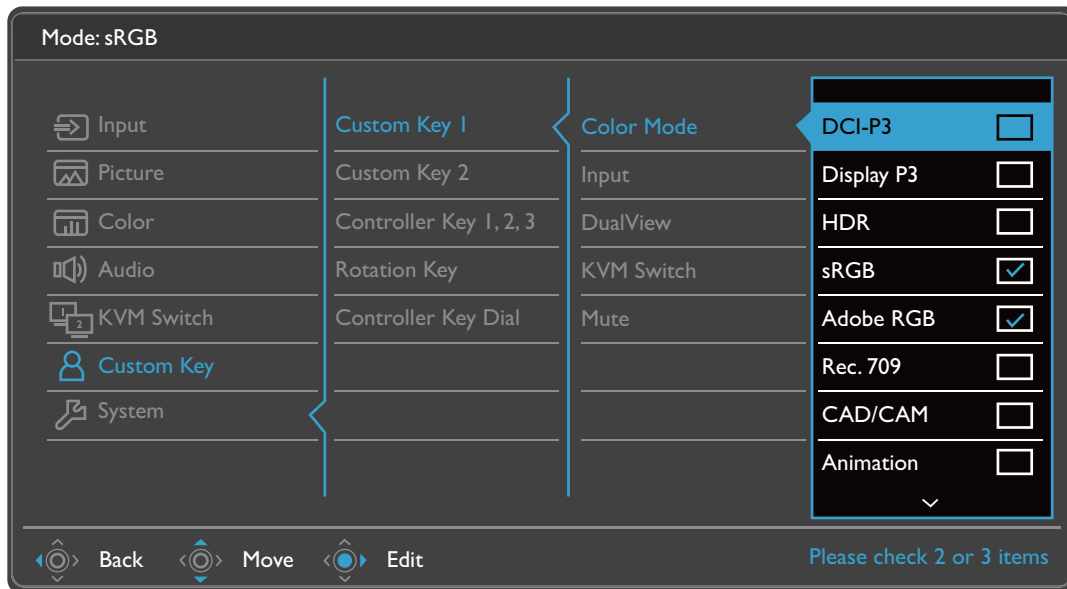 Mode: sRGB
Input
Picture
Color
Audio
1
2
KVM Switch
Custom Key
System
Custom Key 1
Custom Key 2
Controller Key 1, 2, 3
Rotation Key
Controller Key Dial
Color Mode
Input
DualView
KVM Switch
Mute
DCI-P3
Display P3
HDR
sRGB
Adobe RGB
Rec. 709
CAD/CAM
Animation
Back
Move
Edit
Please check 2 or 3 items